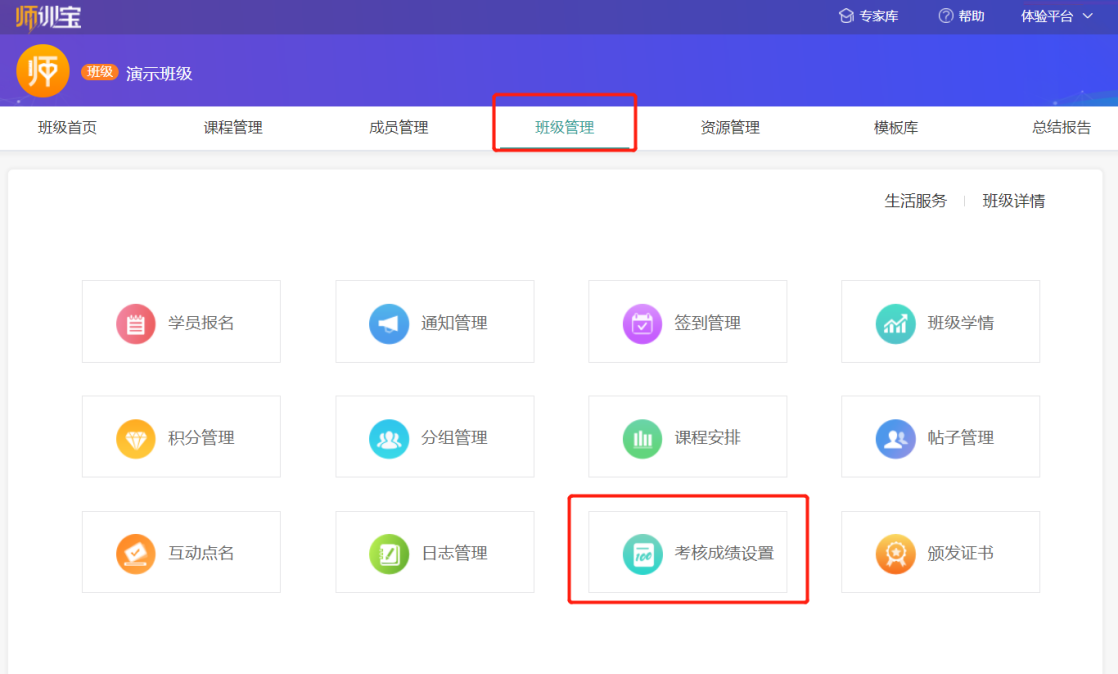 师训宝
专家库 帮助 体验平台
师 班级 演示班级
班级首页 课程管理 成员管理 班级管理 资源管理 模板库 总结报告
生活服务 班级详情
学员报名 通知管理 签到管理 班级学情
积分管理 分组管理 课程安排 帖子管理
互动点名 日志管理 100 考核成绩设置 颁发证书